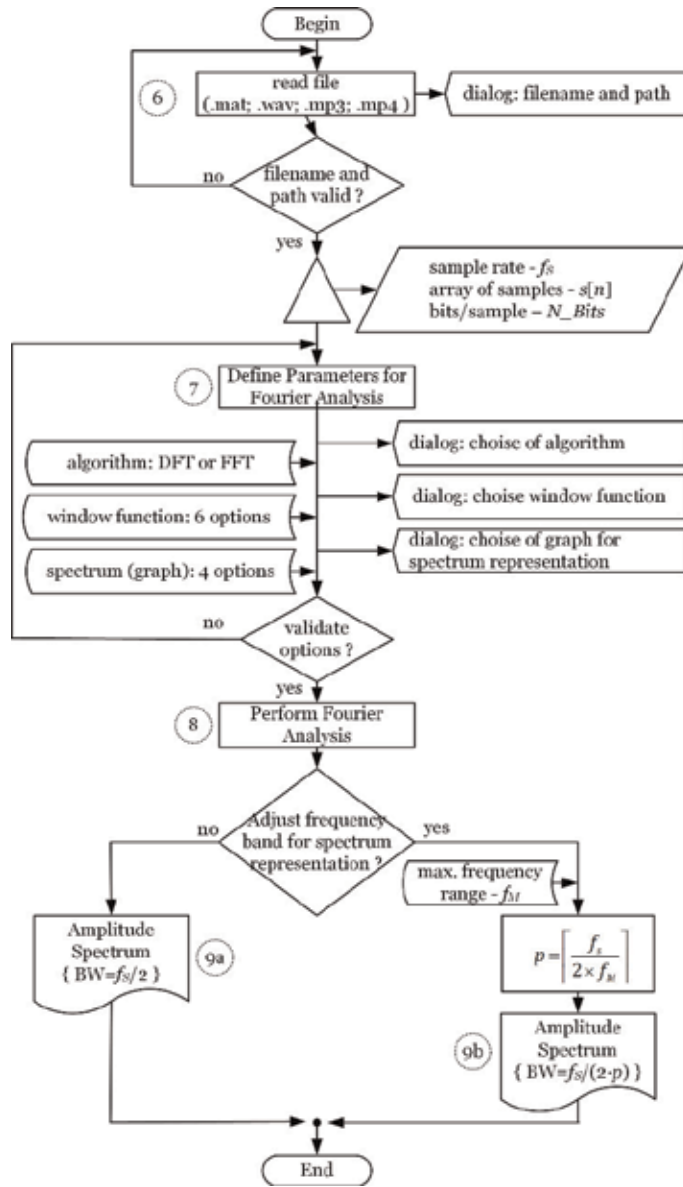 Begin
6
read file
(.mat; .wav; .mp3; .mp4 )
dialog: filename and path
no
filename and
path valid ?
yes
sample rate - fS
array of samples - s[n]
bits/sample – N_Bits
7
Define Parameters for
Fourier Analysis
dialog: choise of algorithm
algorithm: DFT or FFT
dialog: choise window function
window function: 6 options
dialog: choise of graph for
spectrum representation
spectrum (graph): 4 options
no
validate
options ?
yes
8
Perform Fourier
Analysis
no
Adjust frequency
band for spectrum
representation ?
yes
max. frequency
range - fM
Amplitude
Spectrum
{ BW=fS/2 }
9a
p = ⌈ fs / 2 × fM ⌉
9b
Amplitude
Spectrum
{ BW=fS/(2·p) }
End